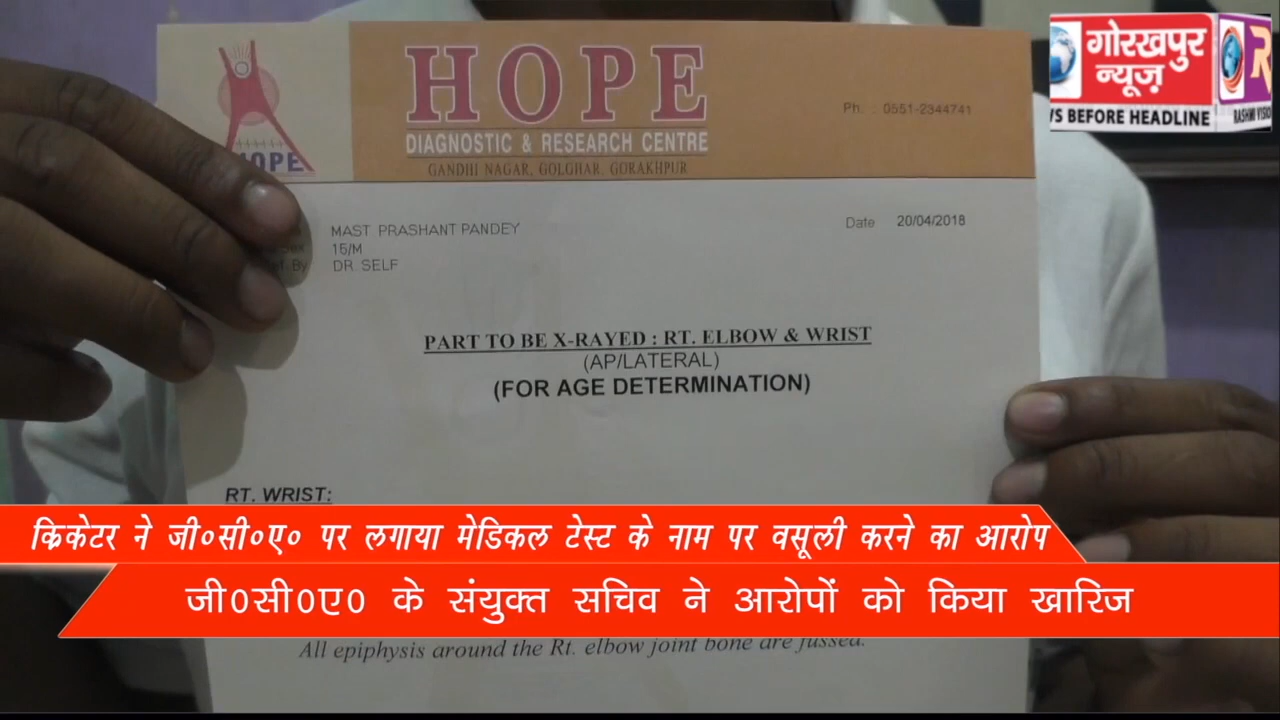 HOPE
DIAGNOSTIC & RESEARCH CENTRE
GANDHI NAGAR, GOLGHAR, GORAKHPUR
Ph. : 0551-2344741
HOPE
गोरखपुर
न्यूज़
WS BEFORE HEADLINE
RASHMI VISION
MAST. PRASHANT PANDEY
Date 20/04/2018
15/M
By DR. SELF
PART TO BE X-RAYED : RT. ELBOW & WRIST
(AP/LATERAL)
(FOR AGE DETERMINATION)
RT. WRIST:
क्रिकेटर ने जी०सी०ए० पर लगाया मेडिकल टेस्ट के नाम पर वसूली करने का आरोप
जी0सी0ए0 के संयुक्त सचिव ने आरोपों को किया खारिज
All epiphysis around the Rt. elbow joint bone are fussed.